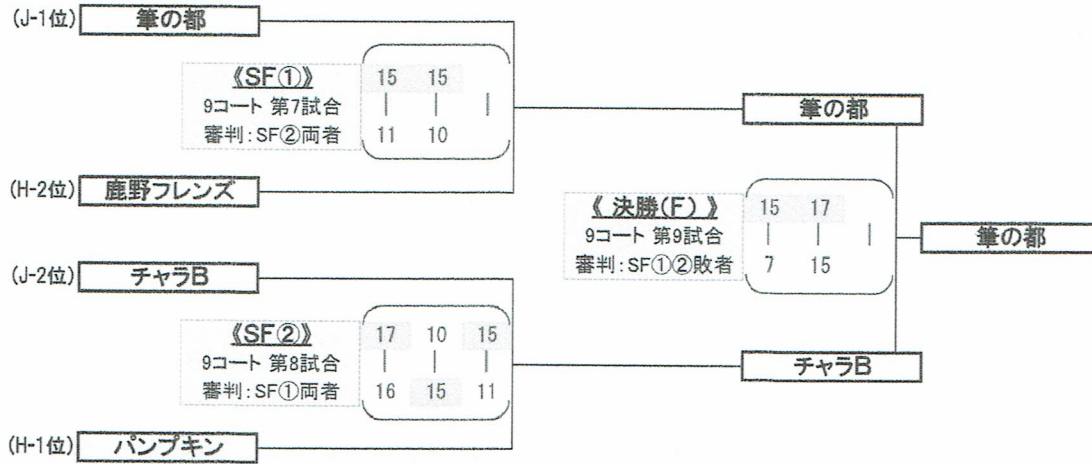 (J-1位) 筆の都
《SF①》 15 15
9コート 第7試合 | | |
審判:SF②両者 11 10
筆の都
(H-2位) 鹿野フレンズ
《 決勝(F) 》 15 17
9コート 第9試合 | | |
審判:SF①②敗者 7 15
筆の都
(J-2位) チャラB
《SF②》 17 10 15
9コート 第8試合 | | |
審判:SF①両者 16 15 11
チャラB
(H-1位) パンプキン